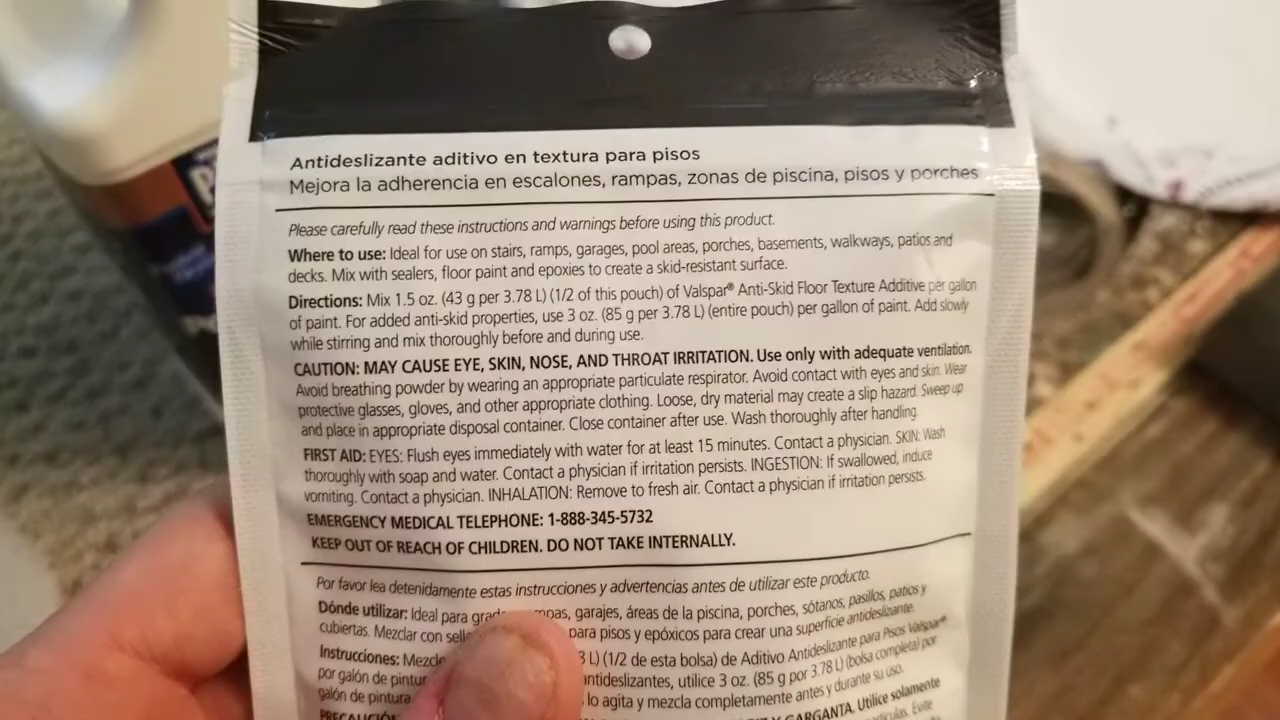 Antideslizante aditivo en textura para pisos
Mejora la adherencia en escalones, rampas, zonas de piscina, pisos y porches
Please carefully read these instructions and warnings before using this product.
Where to use: Ideal for use on stairs, ramps, garages, pool areas, porches, basements, walkways, patios and
decks. Mix with sealers, floor paint and epoxies to create a skid-resistant surface.
Directions: Mix 1.5 oz. (43 g per 3.78 L) (1/2 of this pouch) of Valspar® Anti-Skid Floor Texture Additive per gallon
of paint. For added anti-skid properties, use 3 oz. (85 g per 3.78 L) (entire pouch) per gallon of paint. Add slowly
while stirring and mix thoroughly before and during use.
CAUTION: MAY CAUSE EYE, SKIN, NOSE, AND THROAT IRRITATION. Use only with adequate ventilation.
Avoid breathing powder by wearing an appropriate particulate respirator. Avoid contact with eyes and skin. Wear
protective glasses, gloves, and other appropriate clothing. Loose, dry material may create a slip hazard. Sweep up
and place in appropriate disposal container. Close container after use. Wash thoroughly after handling.
FIRST AID: EYES: Flush eyes immediately with water for at least 15 minutes. Contact a physician. SKIN: Wash
thoroughly with soap and water. Contact a physician if irritation persists. INGESTION: If swallowed, induce
vomiting. Contact a physician. INHALATION: Remove to fresh air. Contact a physician if irritation persists.
EMERGENCY MEDICAL TELEPHONE: 1-888-345-5732
KEEP OUT OF REACH OF CHILDREN. DO NOT TAKE INTERNALLY.
Por favor lea detenidamente estas instrucciones y advertencias antes de utilizar este producto.
Dónde utilizar: Ideal para garajes, áreas de la piscina, porches, sótanos, pasillos, patios y
cubiertas. Mezclar con para pisos y epóxicos para crear una superficie antideslizante.
Instrucciones: L) (1/2 de esta bolsa) de Aditivo Antideslizante para Pisos Valspar®
por galón de utilice 3 oz. (85 g por 3.78 L) (bolsa completa) por
galón de pintura lo agita y mezcla completamente antes y durante su uso.
GARGANTA. Utilice solamente
Evite